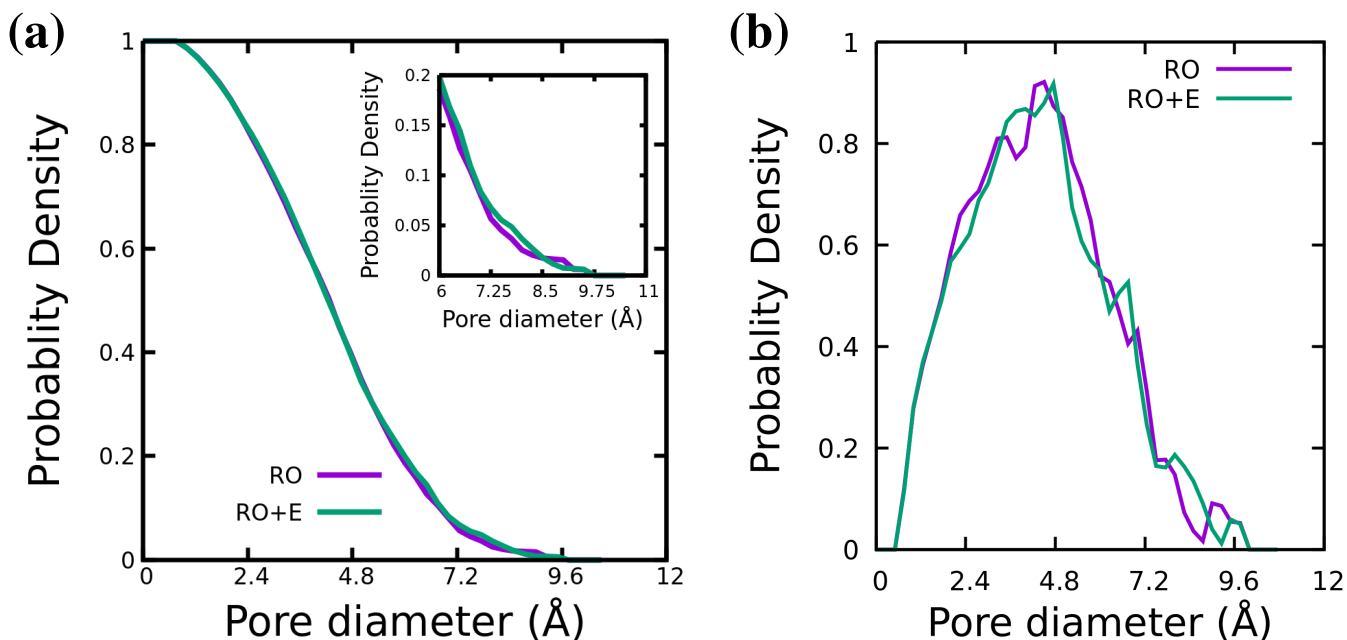 (a)
Probablity Density
1
0.8
0.6
0.4
0.2
0
0 2.4 4.8 7.2 9.6 12
Pore diameter (Å)
RO
RO+E
Probablity Density
0.2
0.15
0.1
0.05
0
6 7.25 8.5 9.75 11
Pore diameter (Å)
(b)
Probablity Density
1
0.8
0.6
0.4
0.2
0
0 2.4 4.8 7.2 9.6 12
Pore diameter (Å)
RO
RO+E